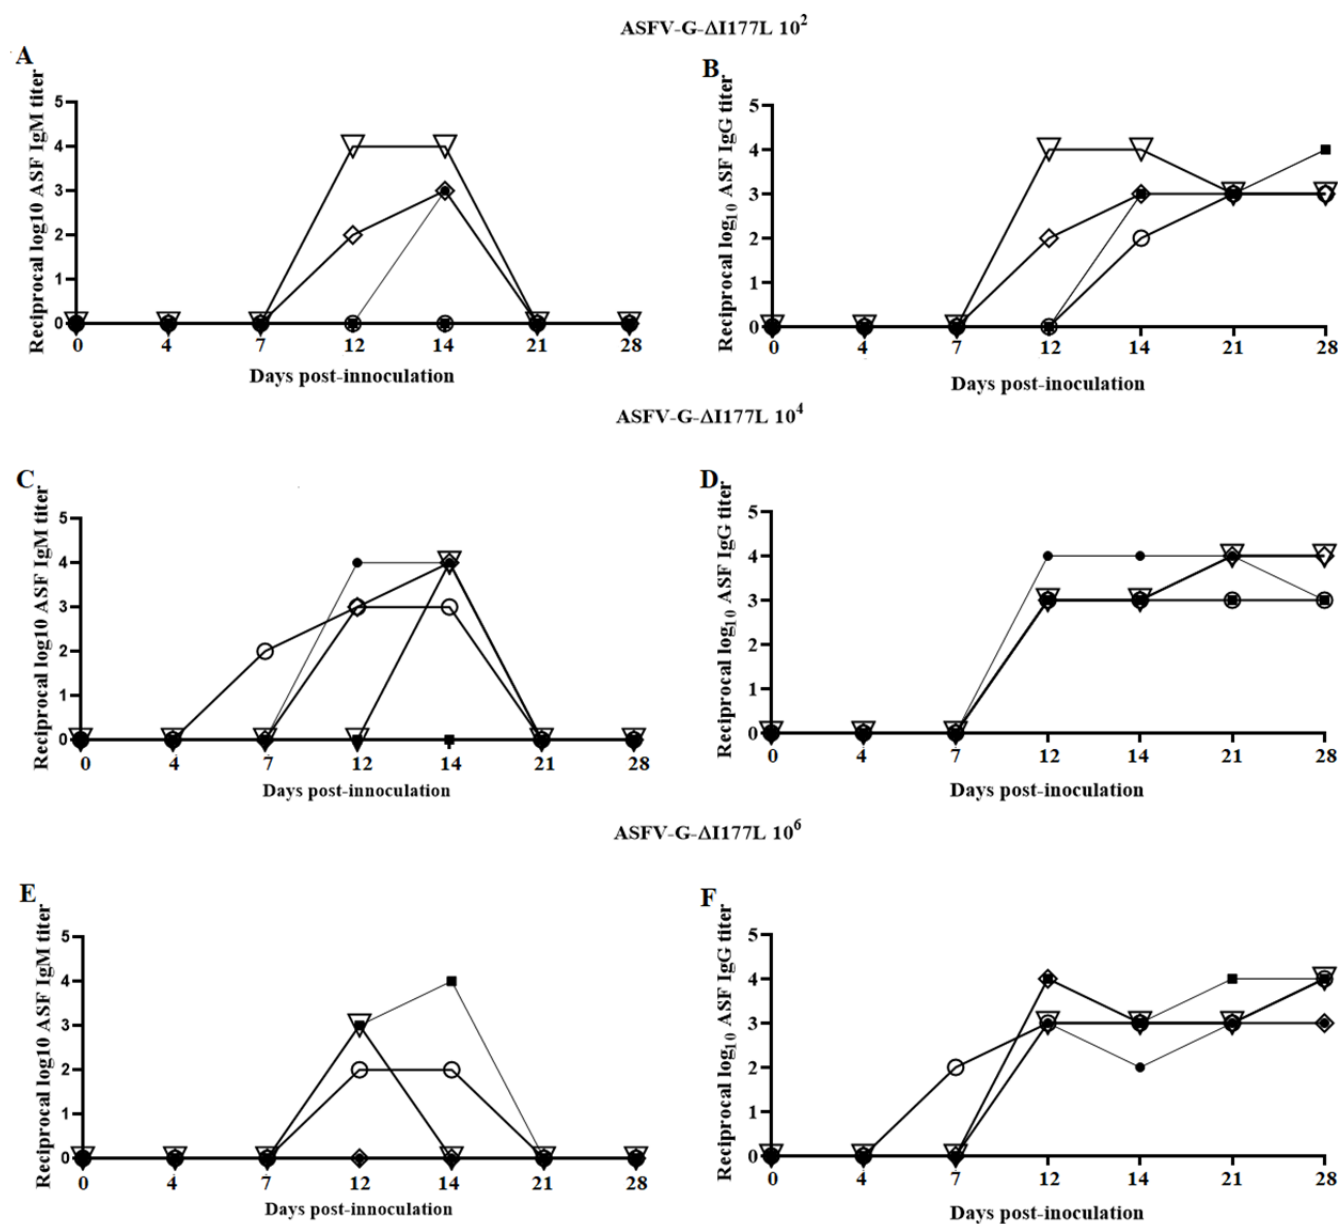 ASFV-G-ΔI177L 10²
A
Reciprocal log10 ASF IgM titer
5
4
3
2
1
0
0 4 7 12 14 21 28
Days post-innoculation
B
Reciprocal log₁₀ ASF IgG titer
5
4
3
2
1
0
0 4 7 12 14 21 28
Days post-inoculation
ASFV-G-ΔI177L 10⁴
C
Reciprocal log10 ASF IgM titer
5
4
3
2
1
0
0 4 7 12 14 21 28
Days post-innoculation
D
Reciprocal log₁₀ ASF IgG titer
5
4
3
2
1
0
0 4 7 12 14 21 28
Days post-inoculation
ASFV-G-ΔI177L 10⁶
E
Reciprocal log10 ASF IgM titer
5
4
3
2
1
0
0 4 7 12 14 21 28
Days post-innoculation
F
Reciprocal log₁₀ ASF IgG titer
5
4
3
2
1
0
0 4 7 12 14 21 28
Days post-inoculation